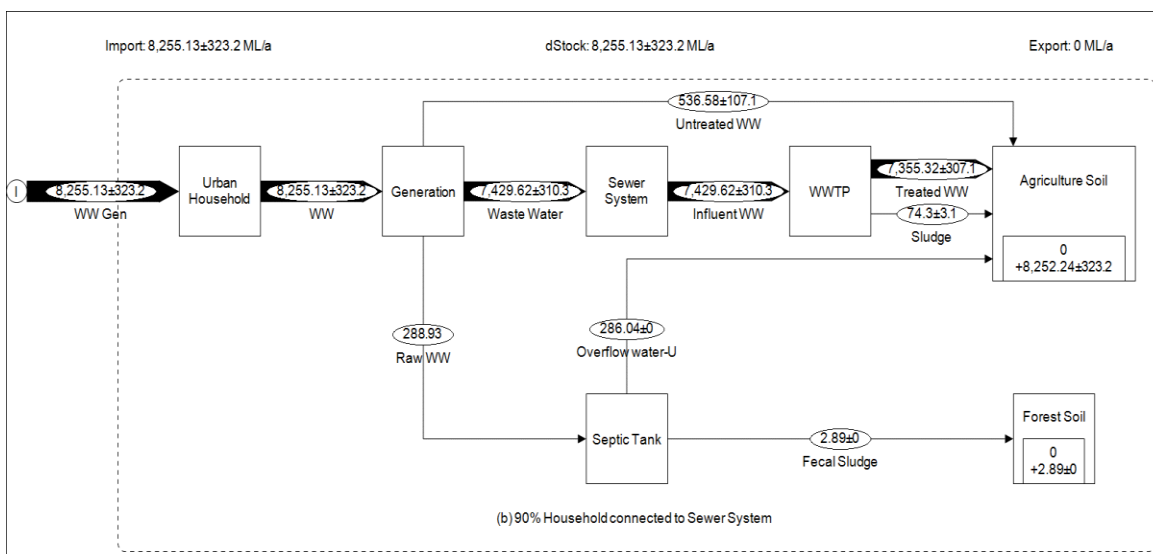 Import: 8,255.13±323.2 ML/a
dStock: 8,255.13±323.2 ML/a
Export: 0 ML/a
536.58±107.1
Untreated WW
I
8,255.13±323.2
WW Gen
Urban
Household
8,255.13±323.2
WW
Generation
7,429.62±310.3
Waste Water
Sewer
System
7,429.62±310.3
Influent WW
WWTP
7,355.32±307.1
Treated WW
74.3±3.1
Sludge
Agriculture Soil
0
+8,252.24±323.2
288.93
Raw WW
286.04±0
Overflow water-U
Septic Tank
2.89±0
Fecal Sludge
Forest Soil
0
+2.89±0
(b) 90% Household connected to Sewer System